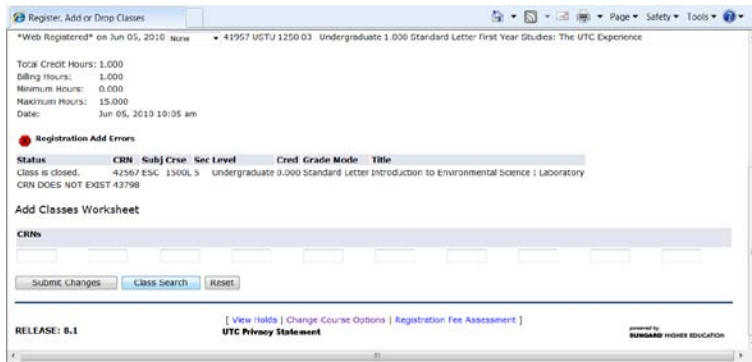 Register, Add or Drop Classes
Page Safety Tools
*Web Registered* on Jun 05, 2010 None 41957 USTU 1250 03 Undergraduate 1.000 Standard Letter First Year Studies: The UTC Experience
Total Credit Hours: 1.000
Billing Hours: 1.000
Minimum Hours: 0.000
Maximum Hours: 15.000
Date: Jun 05, 2010 10:05 am
Registration Add Errors
Status CRN Subj Crse Sec Level Cred Grade Mode Title
Class is closed. 42567 ESC 1500L 5 Undergraduate 0.000 Standard Letter Introduction to Environmental Science I Laboratory
CRN DOES NOT EXIST 43798
Add Classes Worksheet
CRNs
Submit Changes Class Search Reset
[ View Holds | Change Course Options | Registration Fee Assessment ]
RELEASE: 8.1 UTC Privacy Statement powered by SUNGARD HIGHER EDUCATION